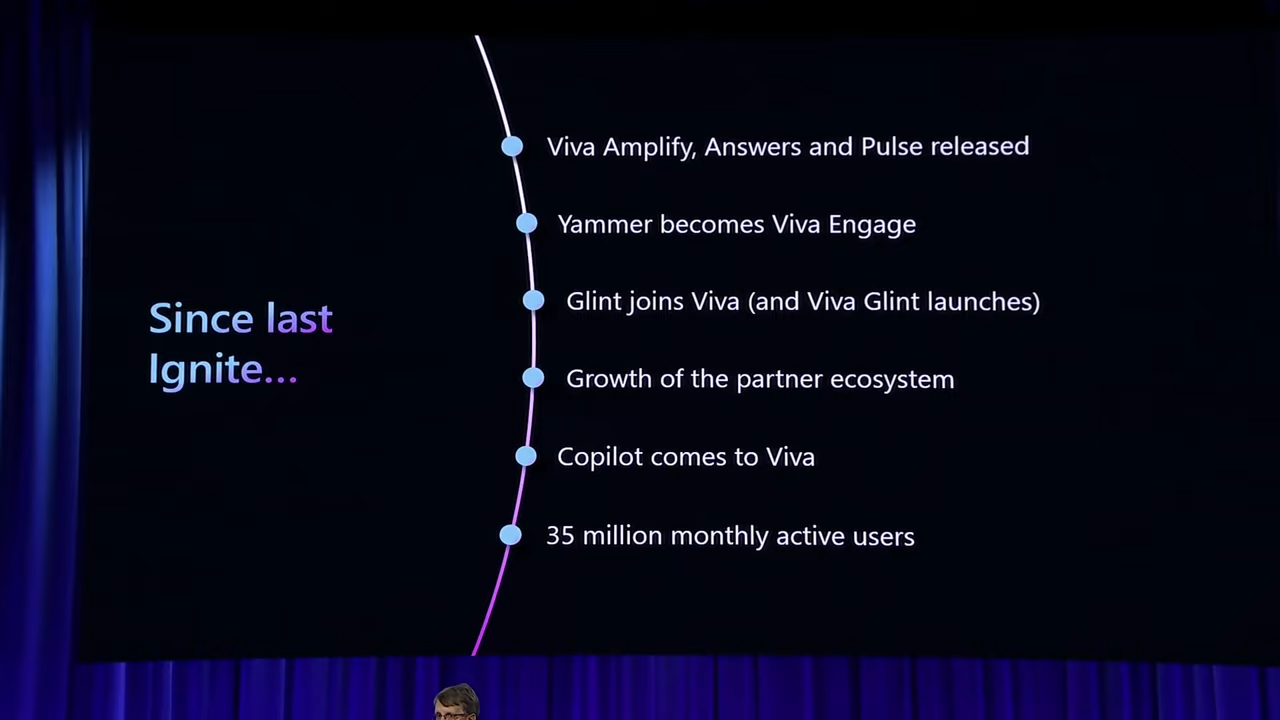 Since last
Ignite...
Viva Amplify, Answers and Pulse released
Yammer becomes Viva Engage
Glint joins Viva (and Viva Glint launches)
Growth of the partner ecosystem
Copilot comes to Viva
35 million monthly active users